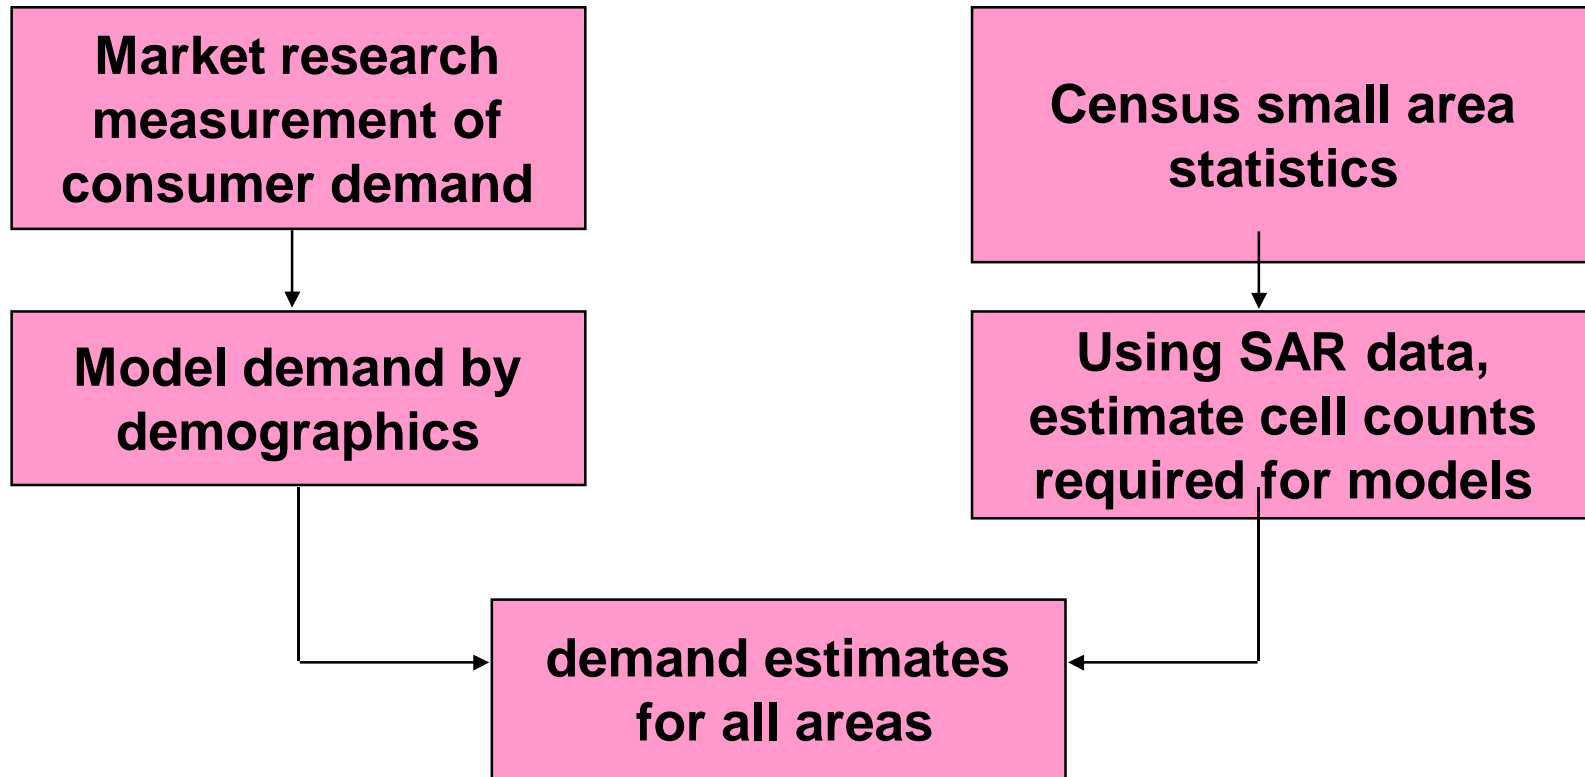 Market research
measurement of
consumer demand
Census small area
statistics
Model demand by
demographics
Using SAR data,
estimate cell counts
required for models
demand estimates
for all areas